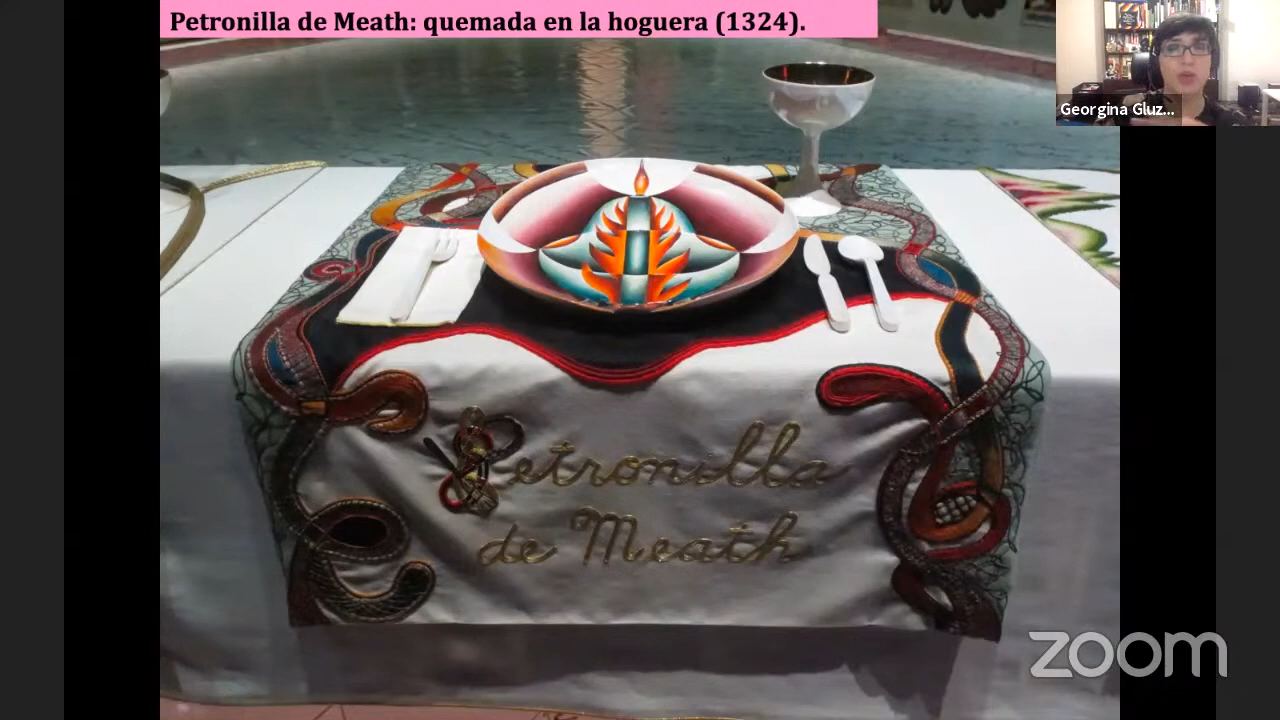 Petronilla de Meath: quemada en la hoguera (1324).
Georgina Gluz...
Petronilla
de Meath
zoom